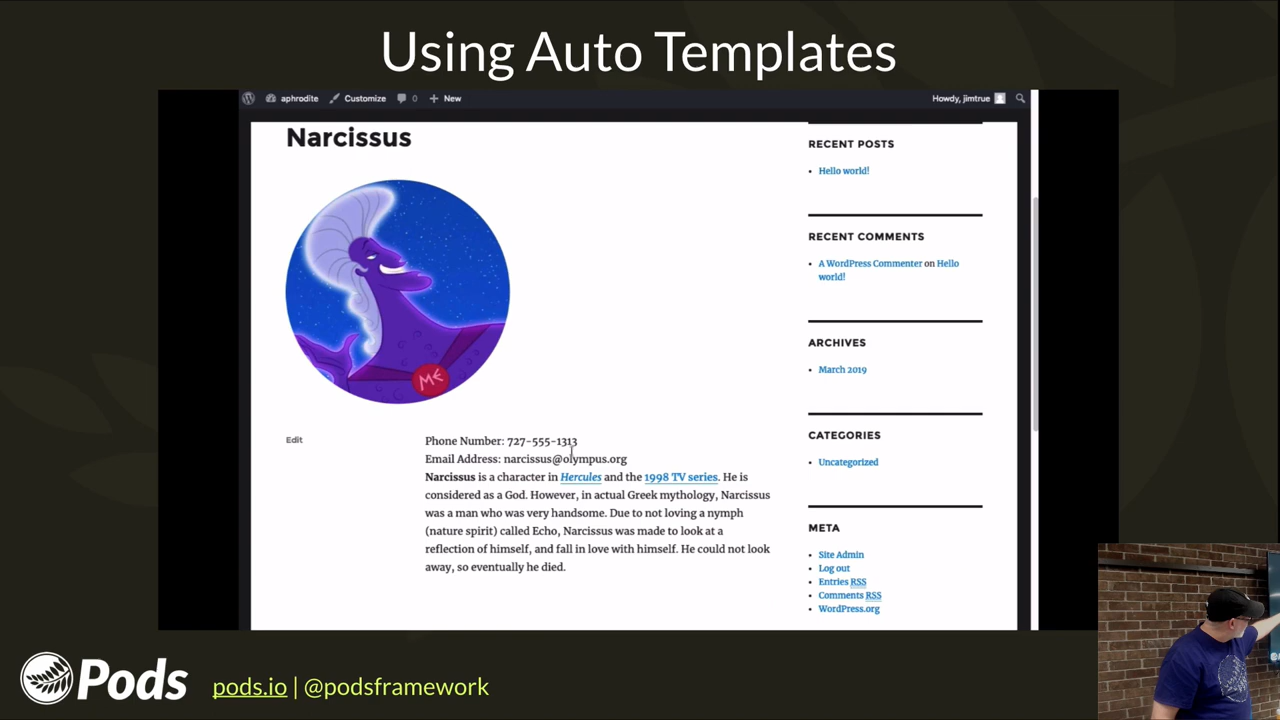 Using Auto Templates
aphrodite Customize 0 New Howdy, jimtrue
Narcissus
ME
Edit
Phone Number: 727-555-1313
Email Address: narcissus@olympus.org
Narcissus is a character in Hercules and the 1998 TV series. He is
considered as a God. However, in actual Greek mythology, Narcissus
was a man who was very handsome. Due to not loving a nymph
(nature spirit) called Echo, Narcissus was made to look at a
reflection of himself, and fall in love with himself. He could not look
away, so eventually he died.
RECENT POSTS
Hello world!
RECENT COMMENTS
A WordPress Commenter on Hello
world!
ARCHIVES
March 2019
CATEGORIES
Uncategorized
META
Site Admin
Log out
Entries RSS
Comments RSS
WordPress.org
Pods
pods.io | @podsframework